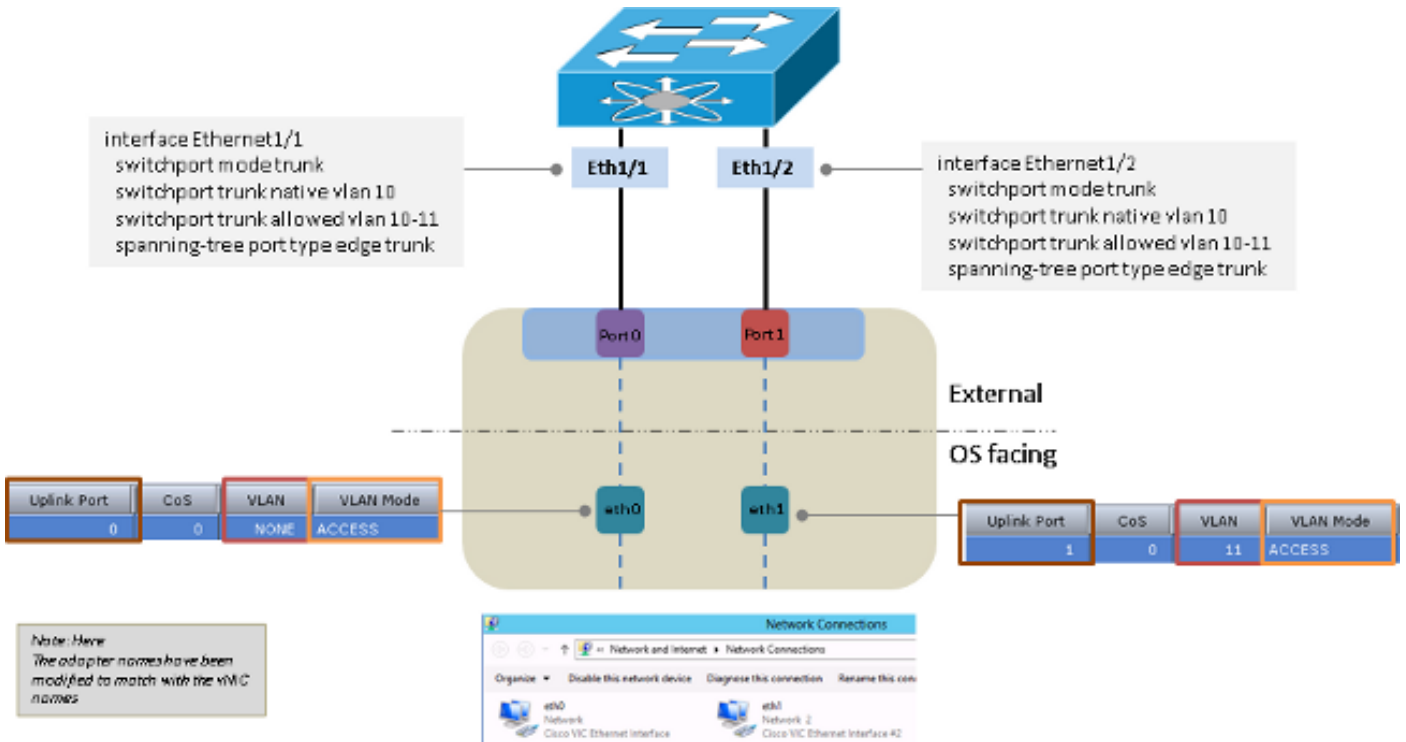 interface Ethernet1/1
switchport mode trunk
switchport trunk native vlan 10
switchport trunk allowed vlan 10-11
spanning-tree port type edge trunk
Eth1/1
Eth1/2
interface Ethernet1/2
switchport mode trunk
switchport trunk native vlan 10
switchport trunk allowed vlan 10-11
spanning-tree port type edge trunk
Port0
Port1
External
OS facing
Uplink Port CoS VLAN VLAN Mode
0 0 NONE ACCESS
eth0
eth1
Uplink Port CoS VLAN VLAN Mode
1 0 11 ACCESS
Note: Here
The adapter names have been
modified to match with the vNIC
names
Network Connections
Network and Internet Network Connections
Organize Disable this network device Diagnose this connection Rename this con
eth0
Network
Cisco VIC Ethernet Interface
eth1
Network 2
Cisco VIC Ethernet Interface #2